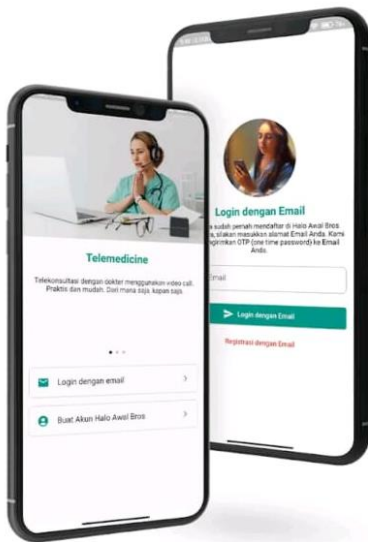 Telemedicine
Telekonsultasi dengan dokter menggunakan video call.
Praktis dan mudah. Dari mana saja, kapan saja.
Login dengan email
Buat Akun Halo Awal Bros
Login dengan Email
sudah pernah mendaftar di Halo Awal Bros
silakan masukkan alamat Email Anda. Kami
OTP (one time password) ke Email
Anda.
Email
Login dengan Email
Registrasi dengan Email